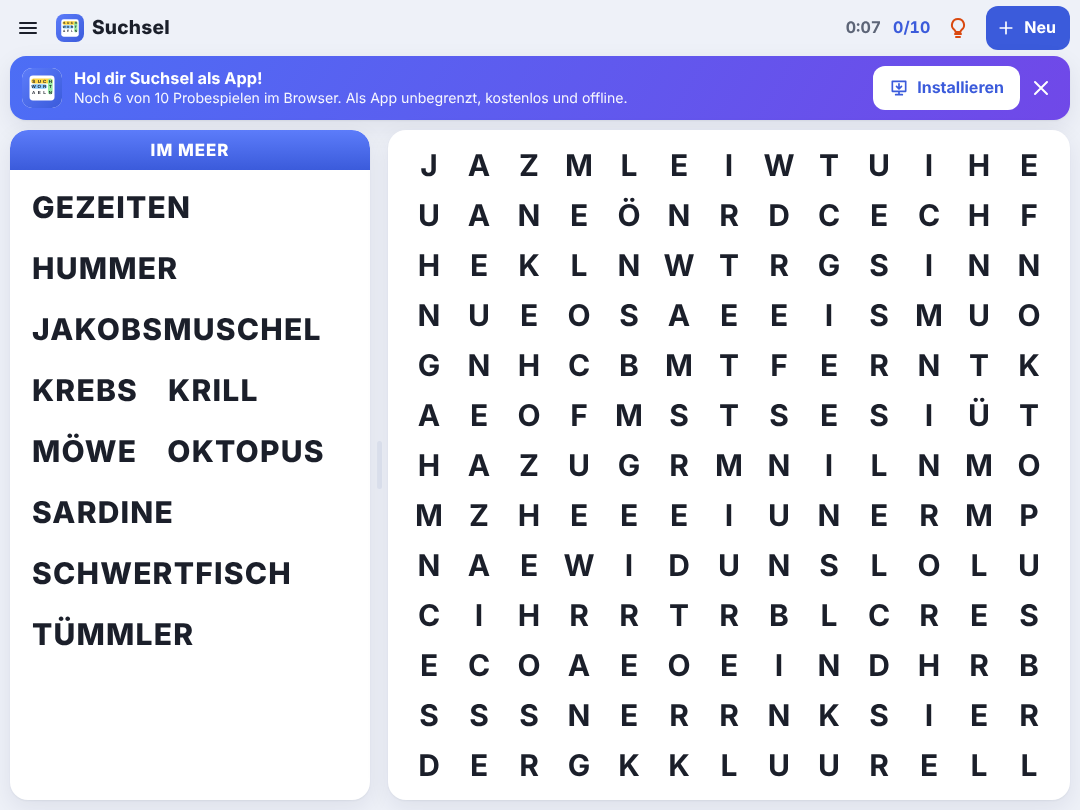 Suchsel
0:07 0/10 Neu
Hol dir Suchsel als App!
Noch 6 von 10 Probespielen im Browser. Als App unbegrenzt, kostenlos und offline.
Installieren
IM MEER
GEZEITEN
HUMMER
JAKOBSMUSCHEL
KREBS KRILL
MÖWE OKTOPUS
SARDINE
SCHWERTFISCH
TÜMMLER
J A Z M L E I W T U I H E
U A N E Ö N R D C E C H F
H E K L N W T R G S I N N
N U E O S A E E I S M U O
G N H C B M T F E R N T K
A E O F M S T S E S I Ü T
H A Z U G R M N I L N M O
M Z H E E E I U N E R M P
N A E W I D U N S L O L U
C I H R R T R B L C R E S
E C O A E O E I N D H R B
S S S N E R R N K S I E R
D E R G K K L U U R E L L